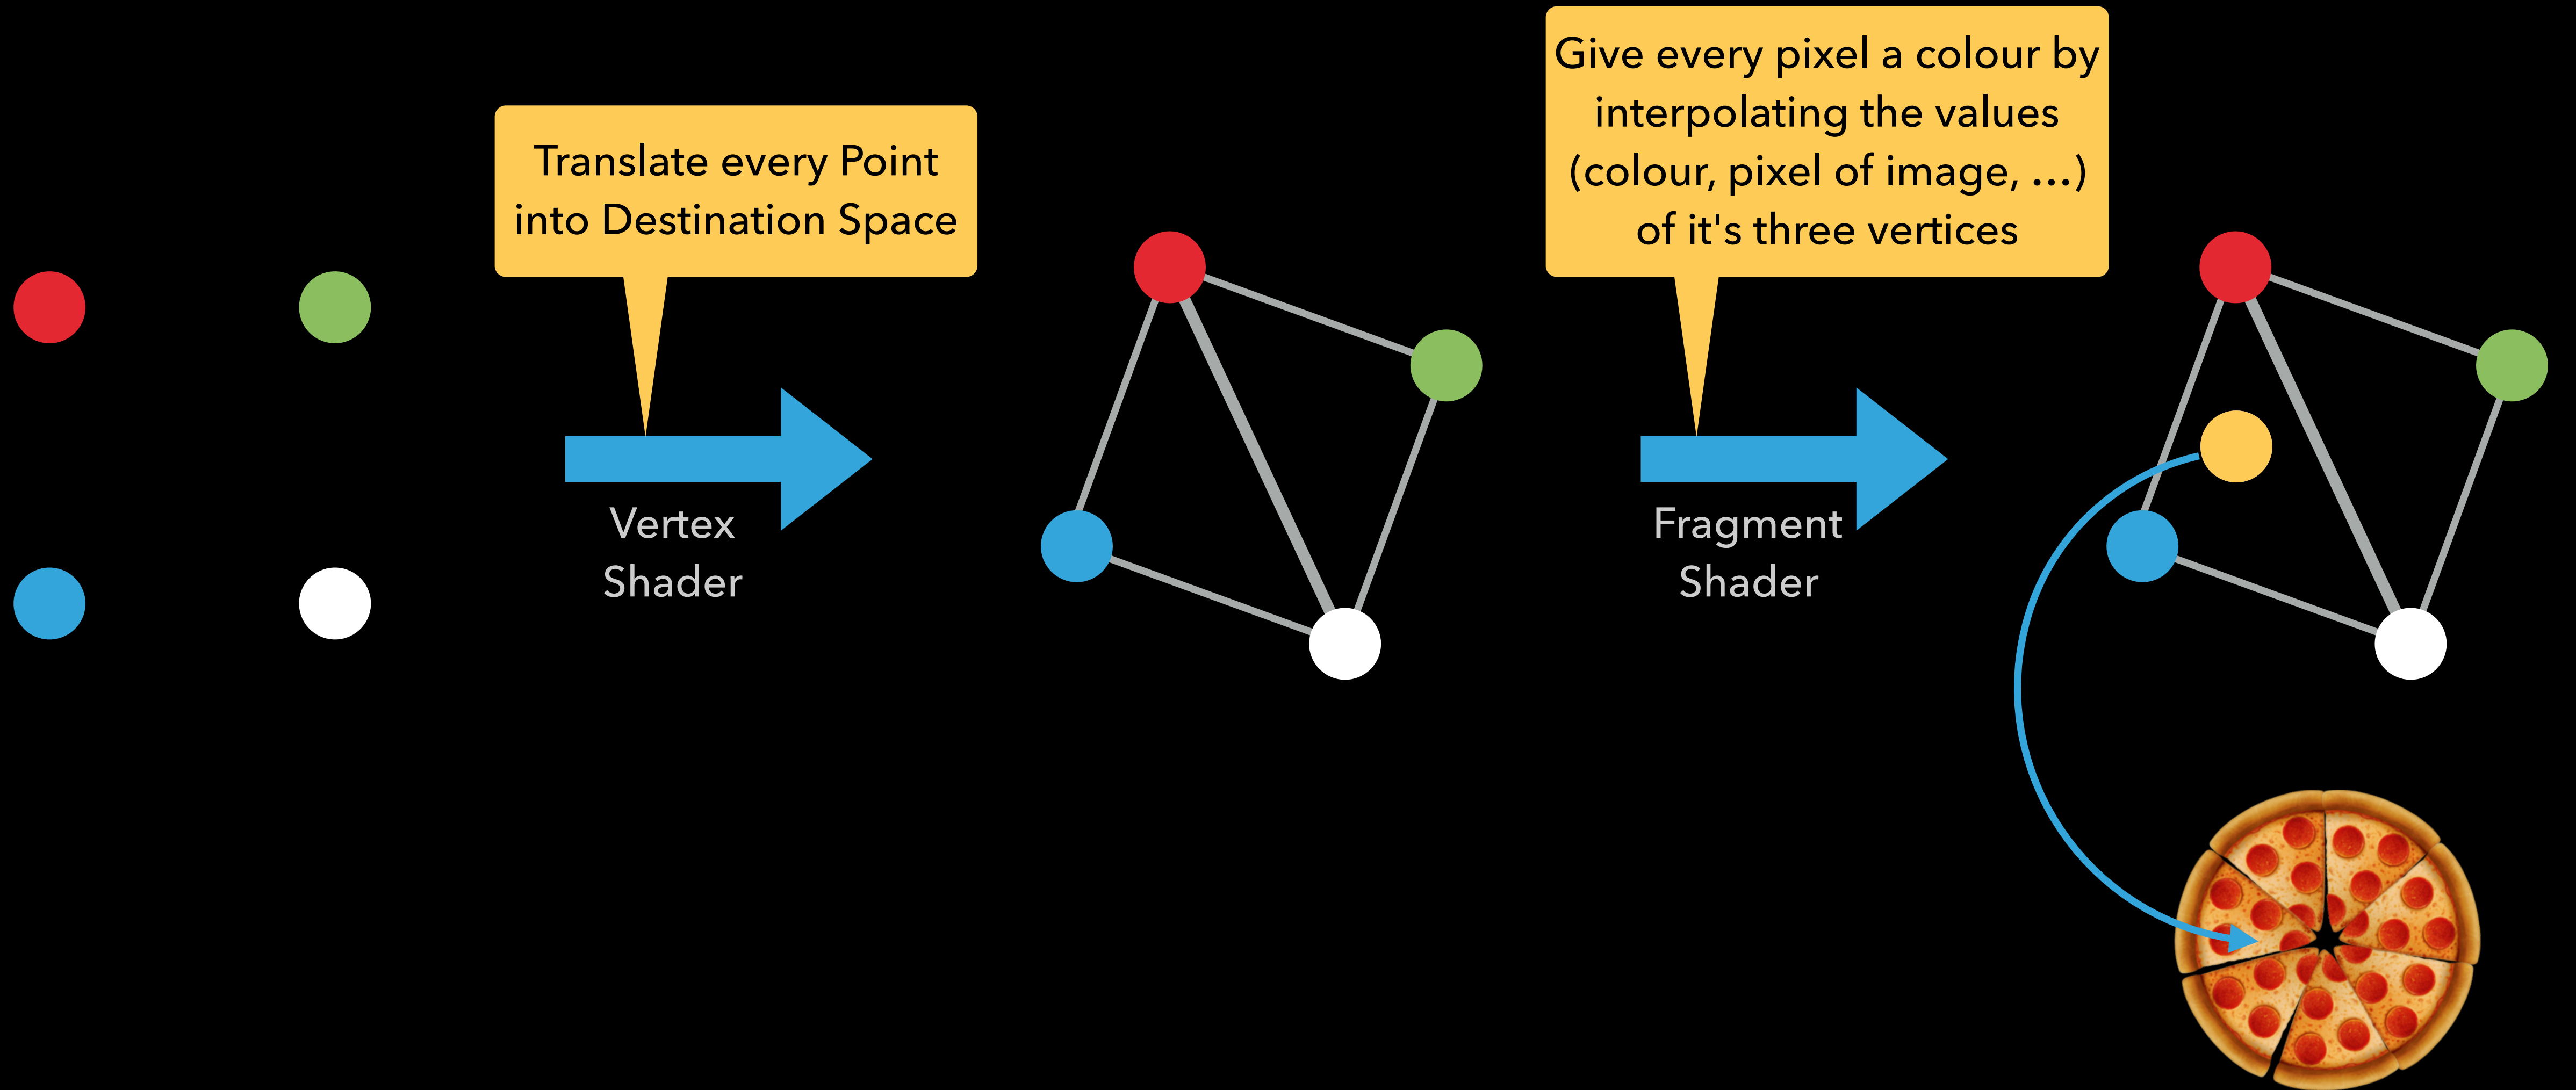 Translate every Point
into Destination Space
Vertex
Shader
Give every pixel a colour by
interpolating the values
(colour, pixel of image, ...)
of it's three vertices
Fragment
Shader